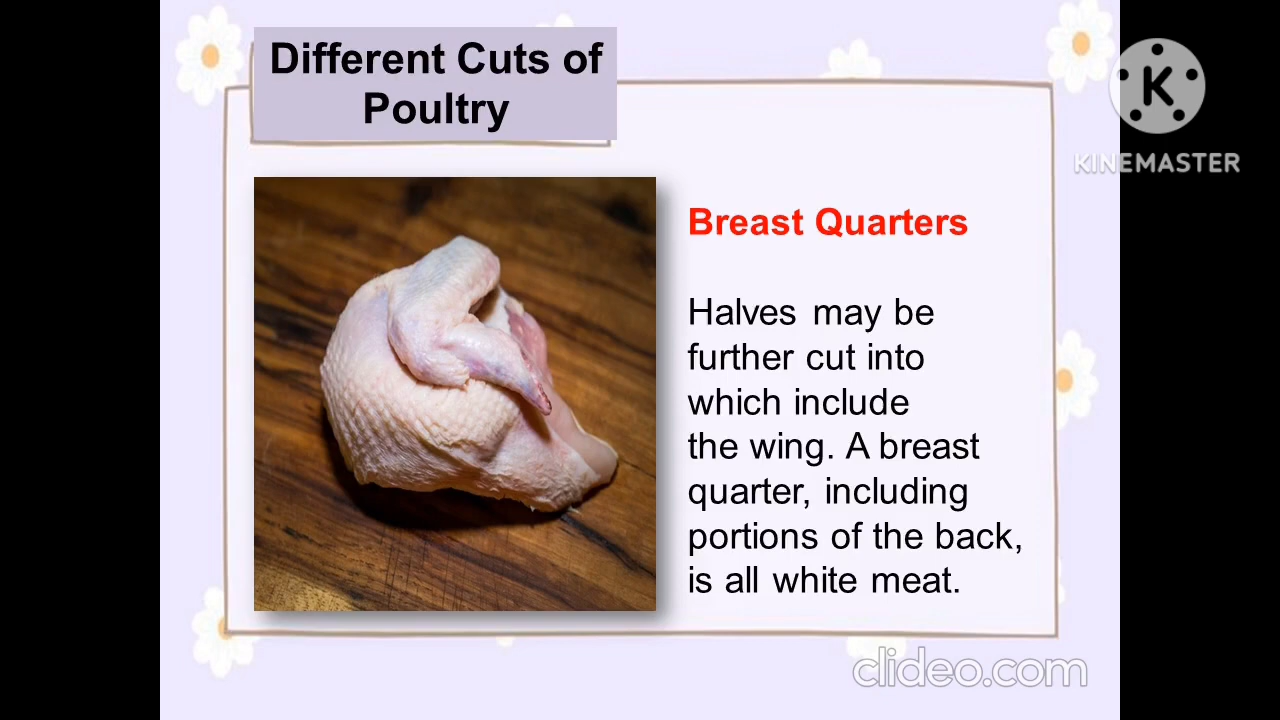 Different Cuts of
Poultry
K
KINEMASTER
Breast Quarters
Halves may be
further cut into
which include
the wing. A breast
quarter, including
portions of the back,
is all white meat.
clideo.com